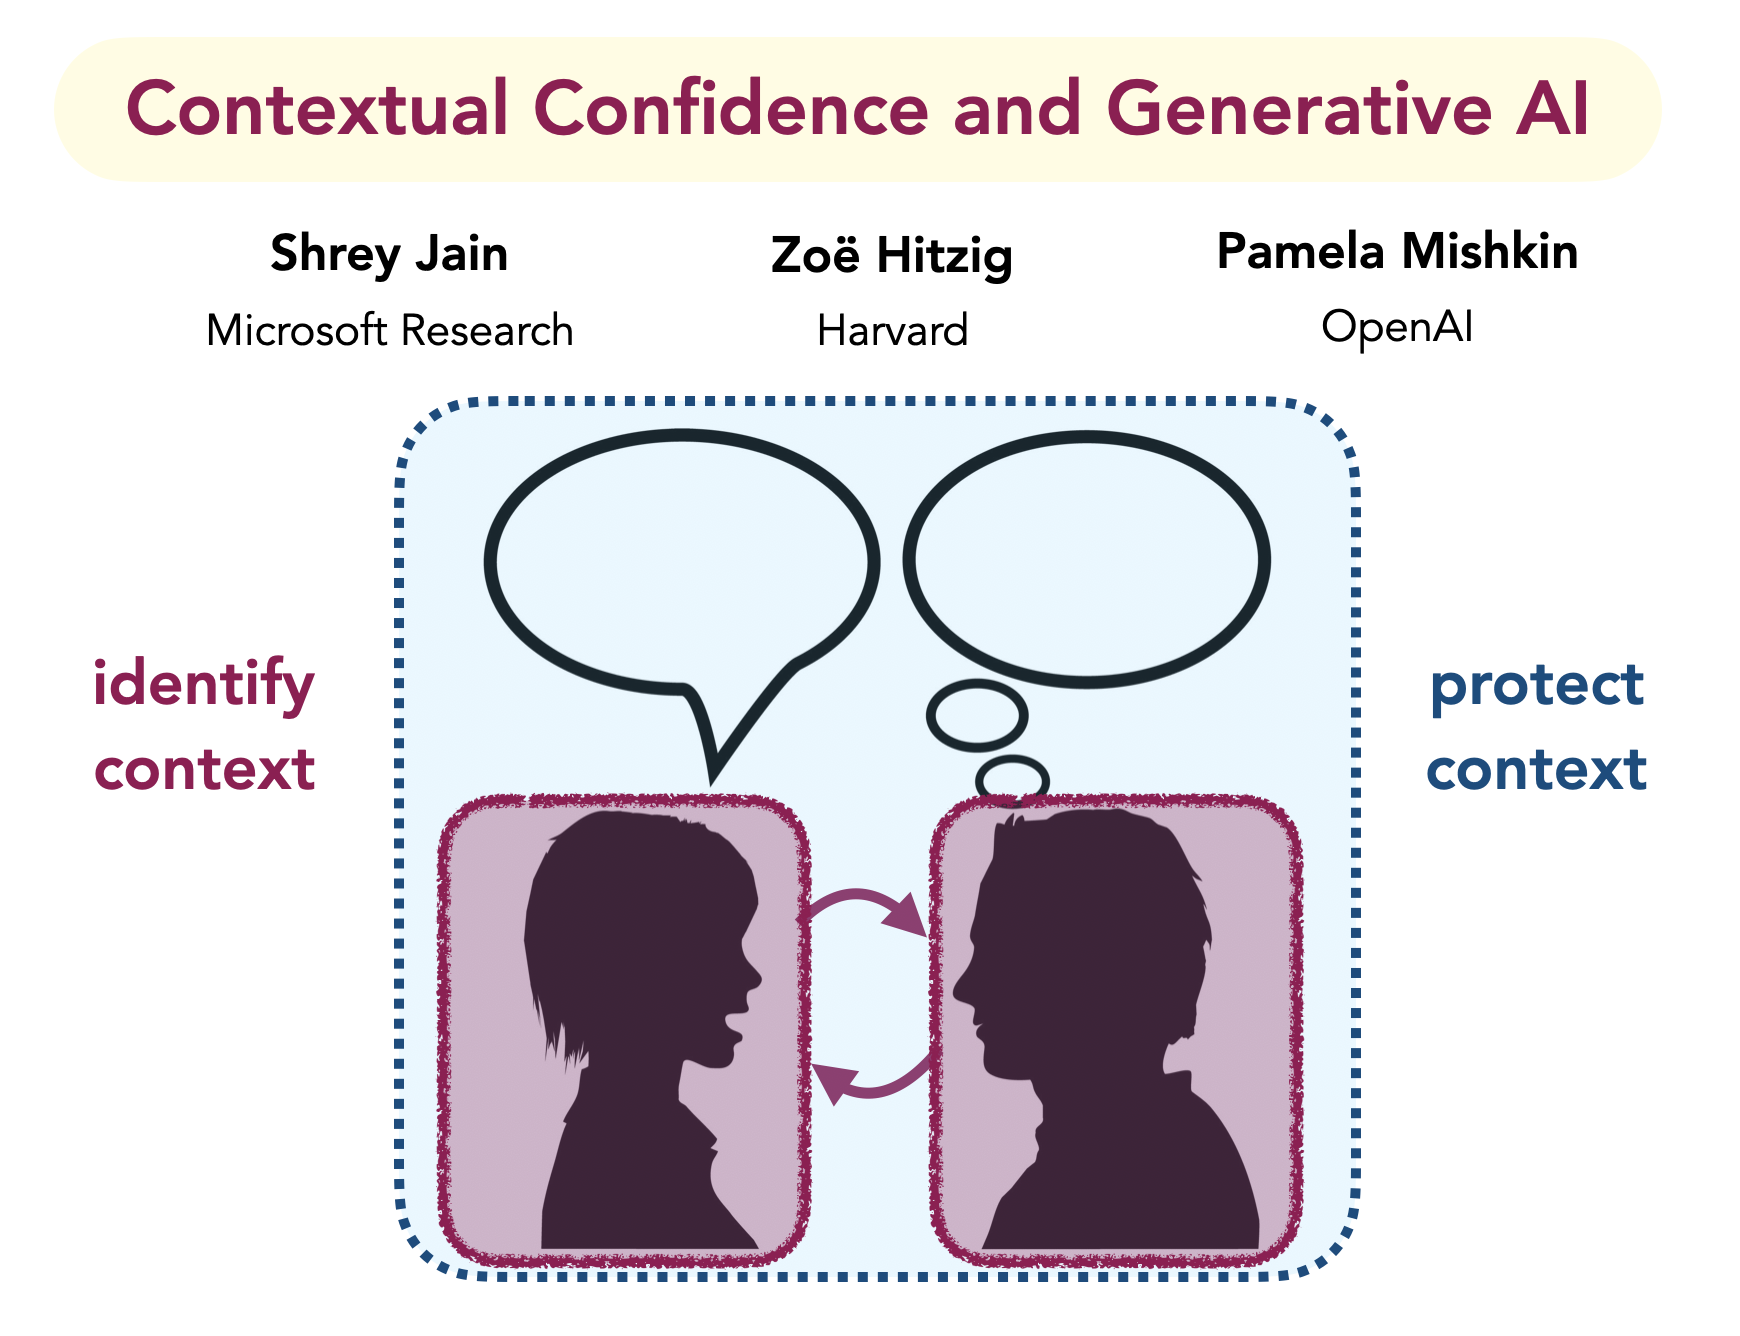 Contextual Confidence and Generative AI
Shrey Jain
Zoë Hitzig
Pamela Mishkin
Microsoft Research
Harvard
OpenAI
identify
context
protect
context